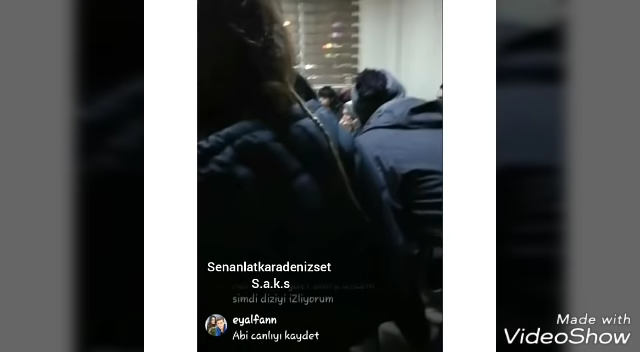 Senanlatkaradenizset
S.a.k.s
simdi diziyi iZliyorum
eyalfann
Abi canlıyı kaydet
Made with
VideoShow